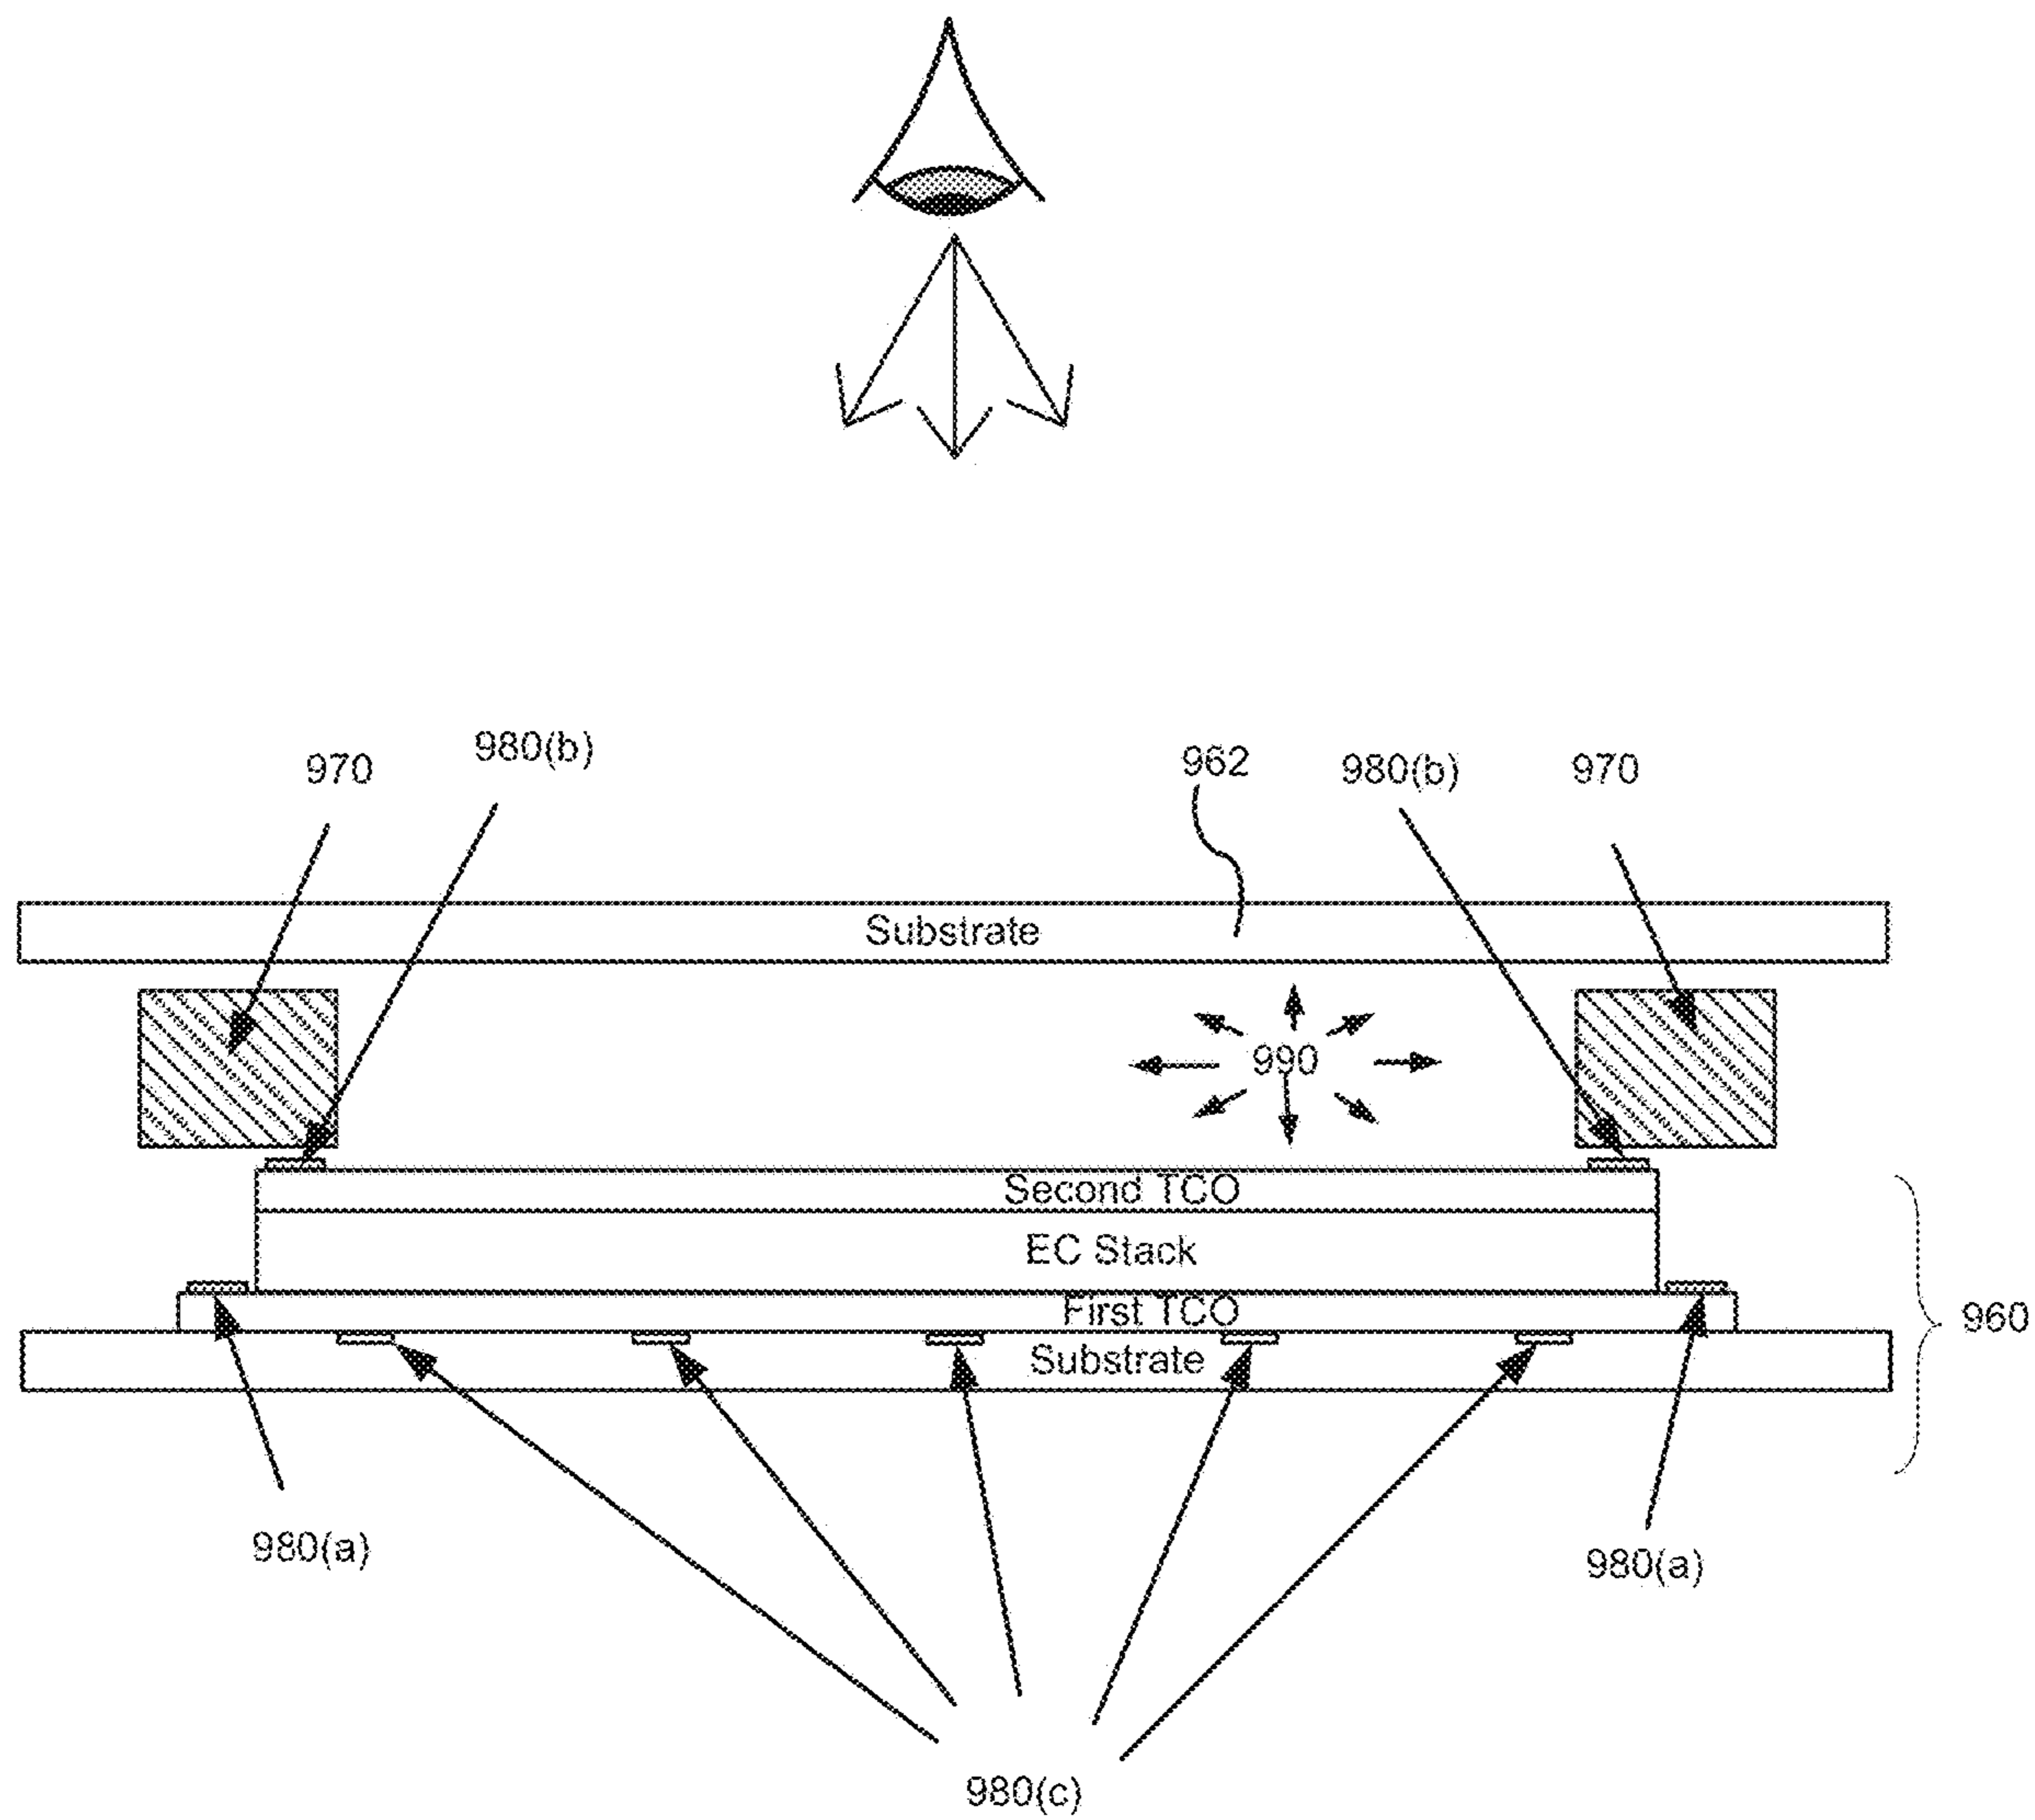 980(b)
970
962
980(b)
970
Substrate
990
Second TCO
EC Stack
First TCO
960
Substrate
980(a)
980(a)
980(c)